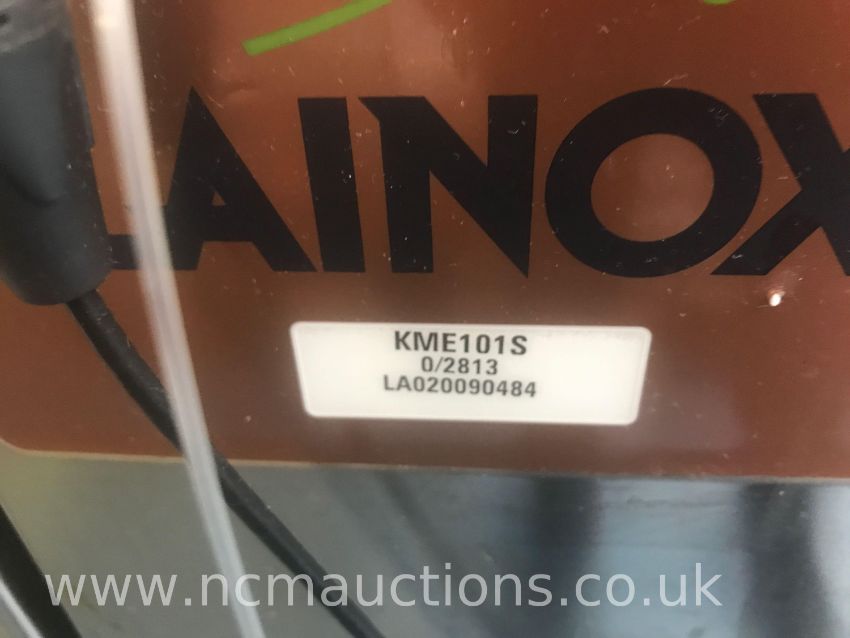 LAINOX
KME101S
0/2813
LA020090484
www.ncmauctions.co.uk